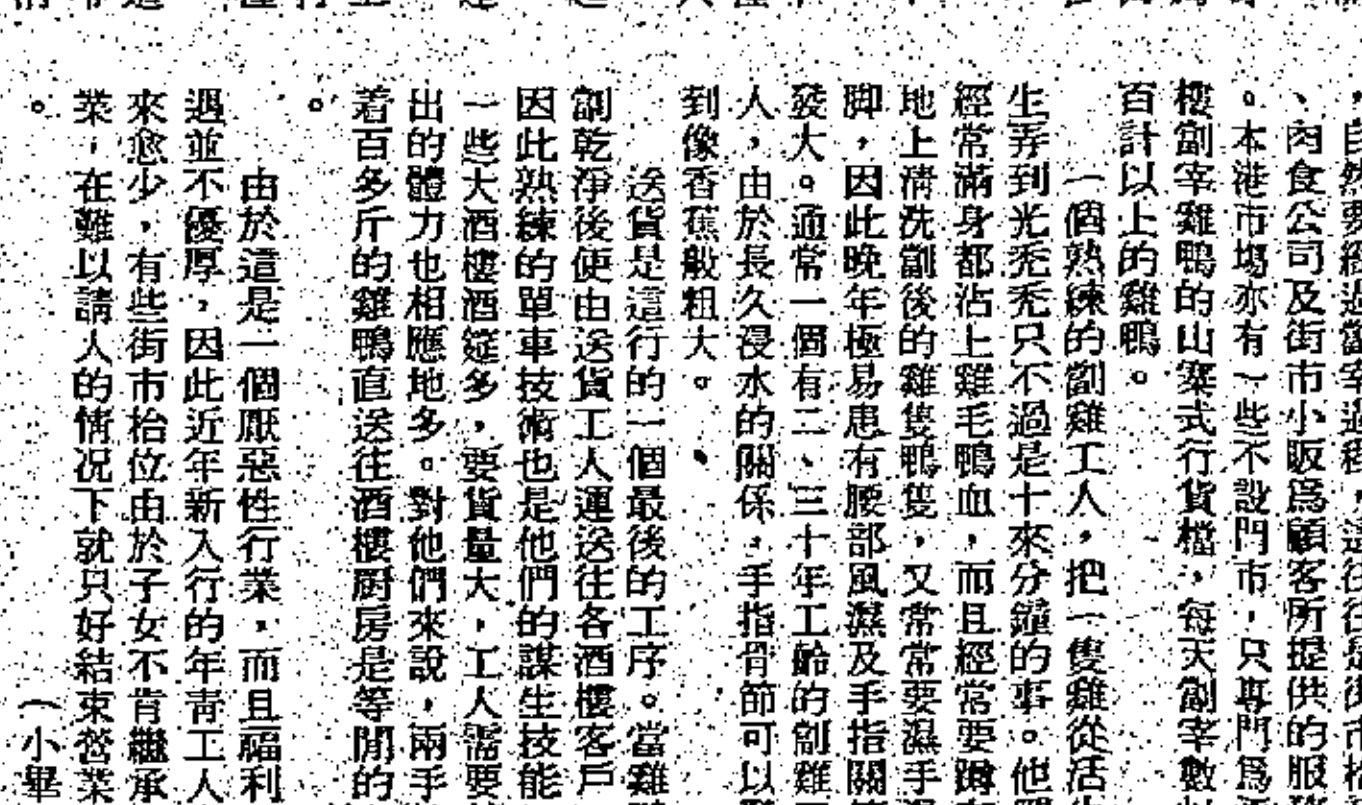 ，自然要經過劏宰過程，這往往是街市枱
、肉食公司及街市小販爲顧客所提供的服務
。本港市塲亦有一些不設門市，只專門爲酒
樓劏宰雞鴨的山寨式行貨檔，每天劏宰數以
百計以上的雞鴨。
一個熟練的劏雞工人，把一隻雞從活生
生弄到光禿禿只不過是十來分鐘的事。他們
經常滿身都沾上雞毛鴨血，而且經常要蹲在
地上淸洗劏後的雞隻鴨隻，又常常要濕手濕
脚，因此晚年極易患有腰部風濕及手指關節
發大。通常一個有二、三十年工齡的劏雞工
人，由於長久浸水的關係，手指骨節可以
到像香蕉般粗大。
送貨是這行的一個最後的工序。當雞鴨
劏乾淨後便由送貨工人運送往各酒樓客戶
因此熟練的單車技術也是他們的謀生技能
一些大酒樓酒筵多，要貨量大，工人需要
出的體力也相應地多。對他們來說，兩手
着百多斤的雞鴨直送往酒樓厨房是等閒的
。
由於這是一個厭惡性行業，而且福利
遇並不優厚，因此近年新入行的年靑工人
來愈少，有些街市枱位由於子女不肯繼承
業，在難以請人的情况下就只好結束營業
。
（小畢